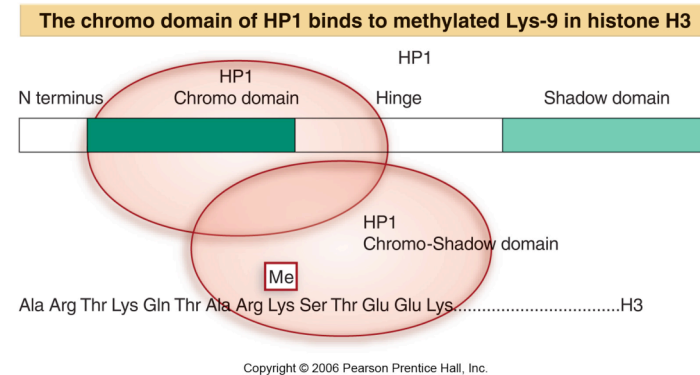 The chromo domain of HP1 binds to methylated Lys-9 in histone H3
HP1
HP1
N terminus Chromo domain Hinge Shadow domain
HP1
Chromo-Shadow domain
Me
Ala Arg Thr Lys Gln Thr Ala Arg Lys Ser Thr Glu Glu Lys..................................H3
Copyright © 2006 Pearson Prentice Hall, Inc.